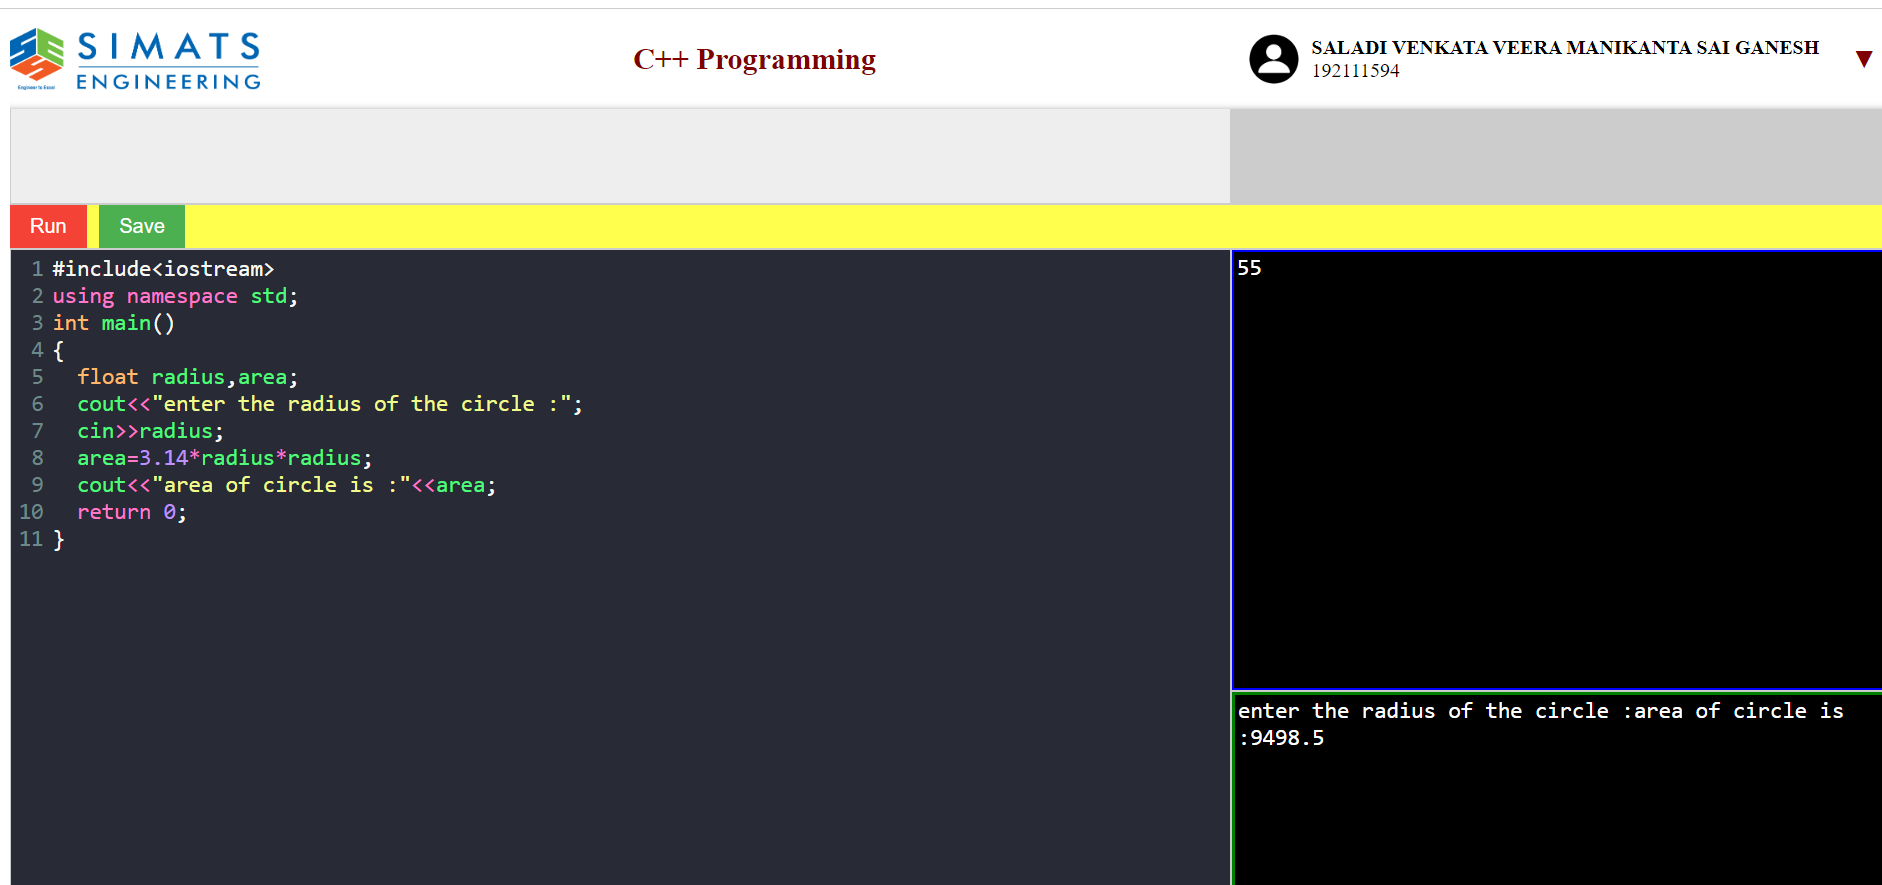 SIMATS
ENGINEERING
Engineer to Excel
C++ Programming
SALADI VENKATA VEERA MANIKANTA SAI GANESH
192111594
▼
Run Save
1 #include<iostream>
2 using namespace std;
3 int main()
4 {
5   float radius,area;
6   cout<<"enter the radius of the circle :";
7   cin>>radius;
8   area=3.14*radius*radius;
9   cout<<"area of circle is :"<<area;
10   return 0;
11 }
55
enter the radius of the circle :area of circle is
:9498.5